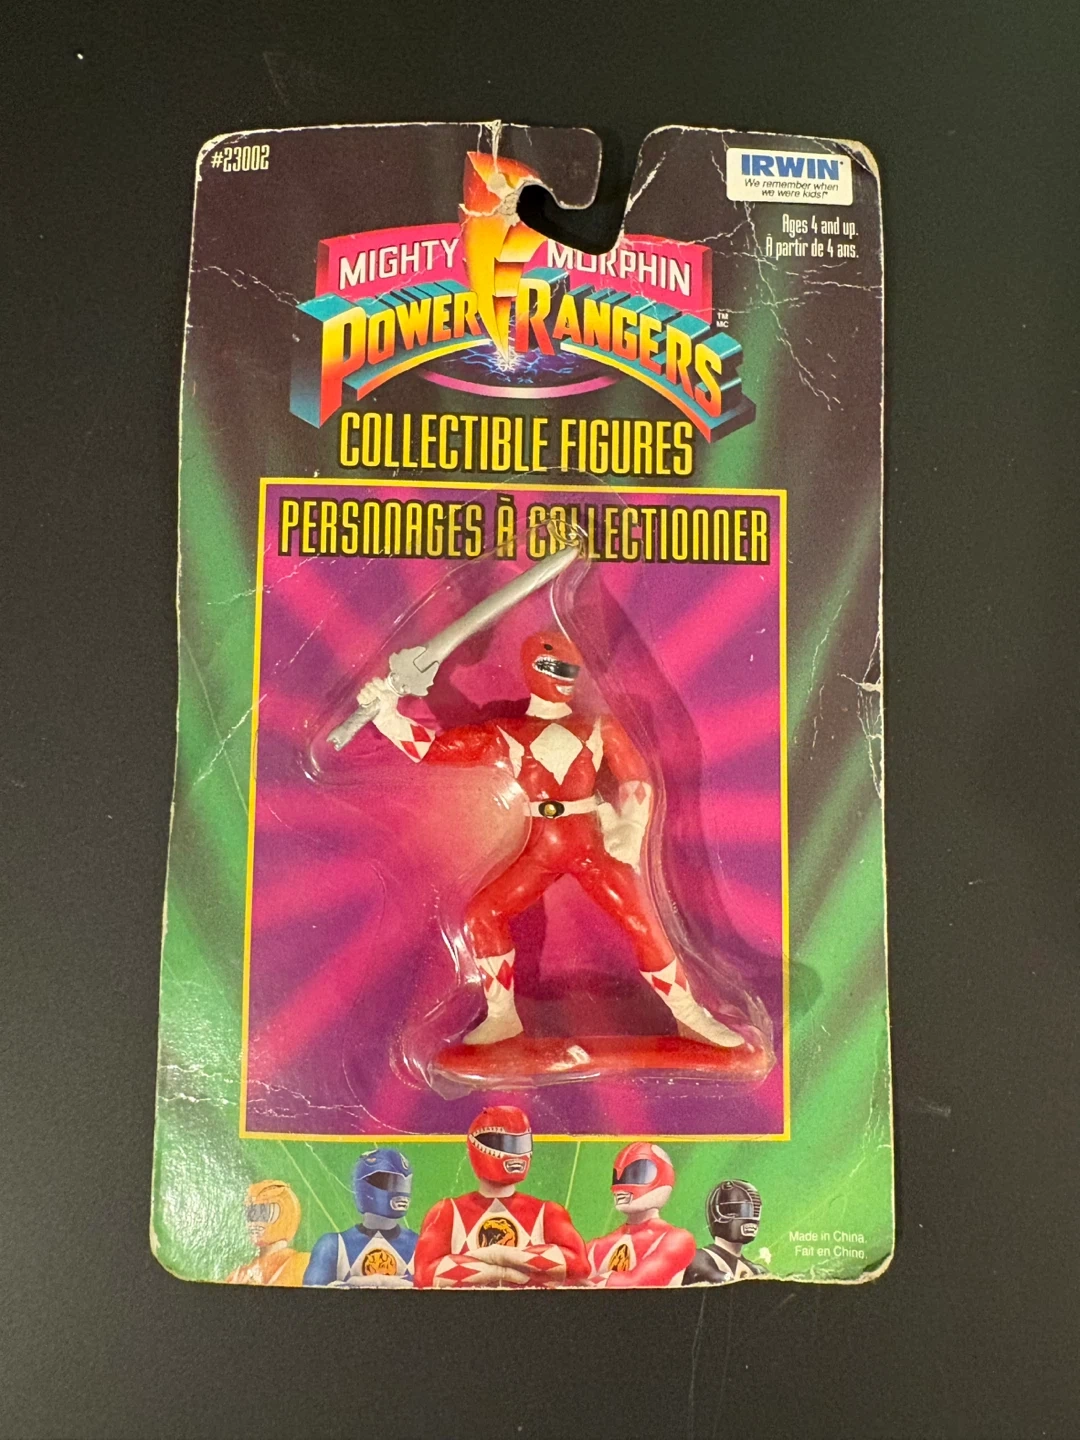 #23002
IRWIN
We remember when
we were kids!
Ages 4 and up.
À partir de 4 ans.
MIGHTY MORPHIN
POWER RANGERS
TM
MC
COLLECTIBLE FIGURES
PERSNNAGES À COLLECTIONNER
Made in China.
Fait en Chine.